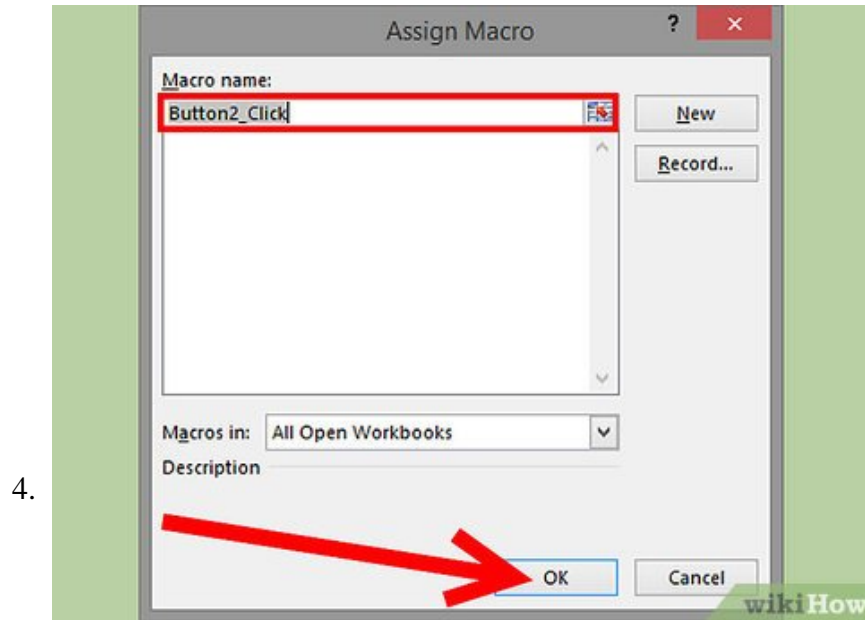 Assign Macro ? ×
Macro name:
Button2_Click
New
Record...
Macros in: All Open Workbooks
Description
4.
OK Cancel
wikiHow